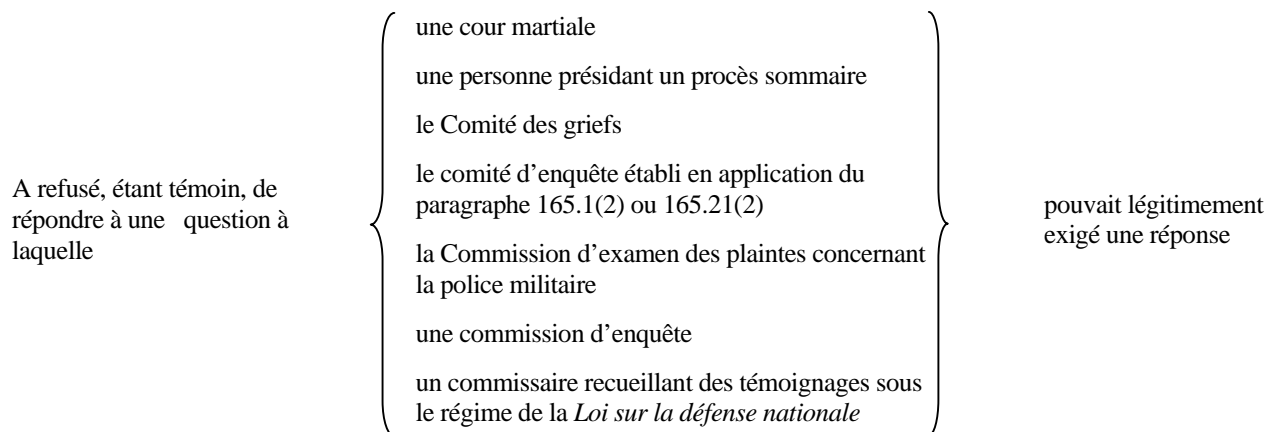 A refusé, étant témoin, de
répondre à une question à
laquelle
une cour martiale
une personne présidant un procès sommaire
le Comité des griefs
le comité d’enquête établi en application du
paragraphe 165.1(2) ou 165.21(2)
la Commission d’examen des plaintes concernant
la police militaire
une commission d’enquête
un commissaire recueillant des témoignages sous
le régime de la Loi sur la défense nationale
pouvait légitimement
exigé une réponse